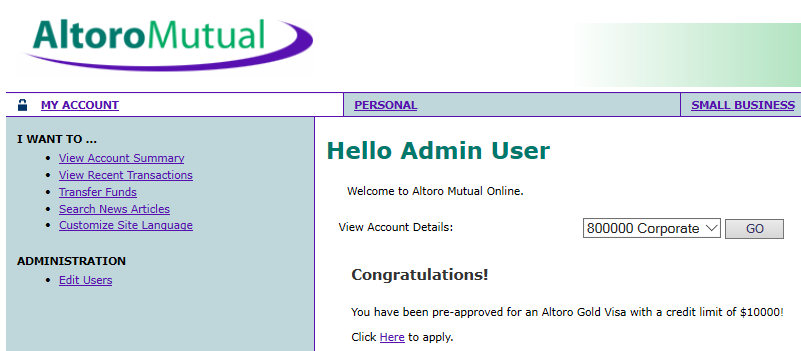 AltoroMutual
MY ACCOUNT
PERSONAL
SMALL BUSINESS
I WANT TO ...
View Account Summary
View Recent Transactions
Transfer Funds
Search News Articles
Customize Site Language
ADMINISTRATION
Edit Users
Hello Admin User
Welcome to Altoro Mutual Online.
View Account Details:
800000 Corporate
GO
Congratulations!
You have been pre-approved for an Altoro Gold Visa with a credit limit of $10000!
Click Here to apply.